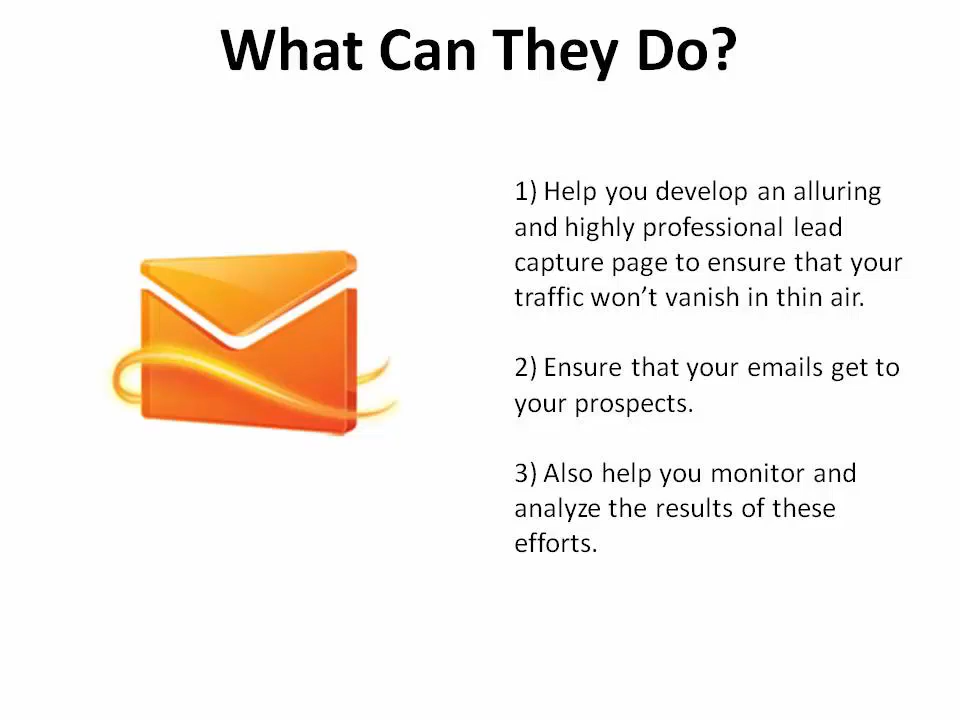 What Can They Do?
1) Help you develop an alluring
and highly professional lead
capture page to ensure that your
traffic won’t vanish in thin air.
2) Ensure that your emails get to
your prospects.
3) Also help you monitor and
analyze the results of these
efforts.